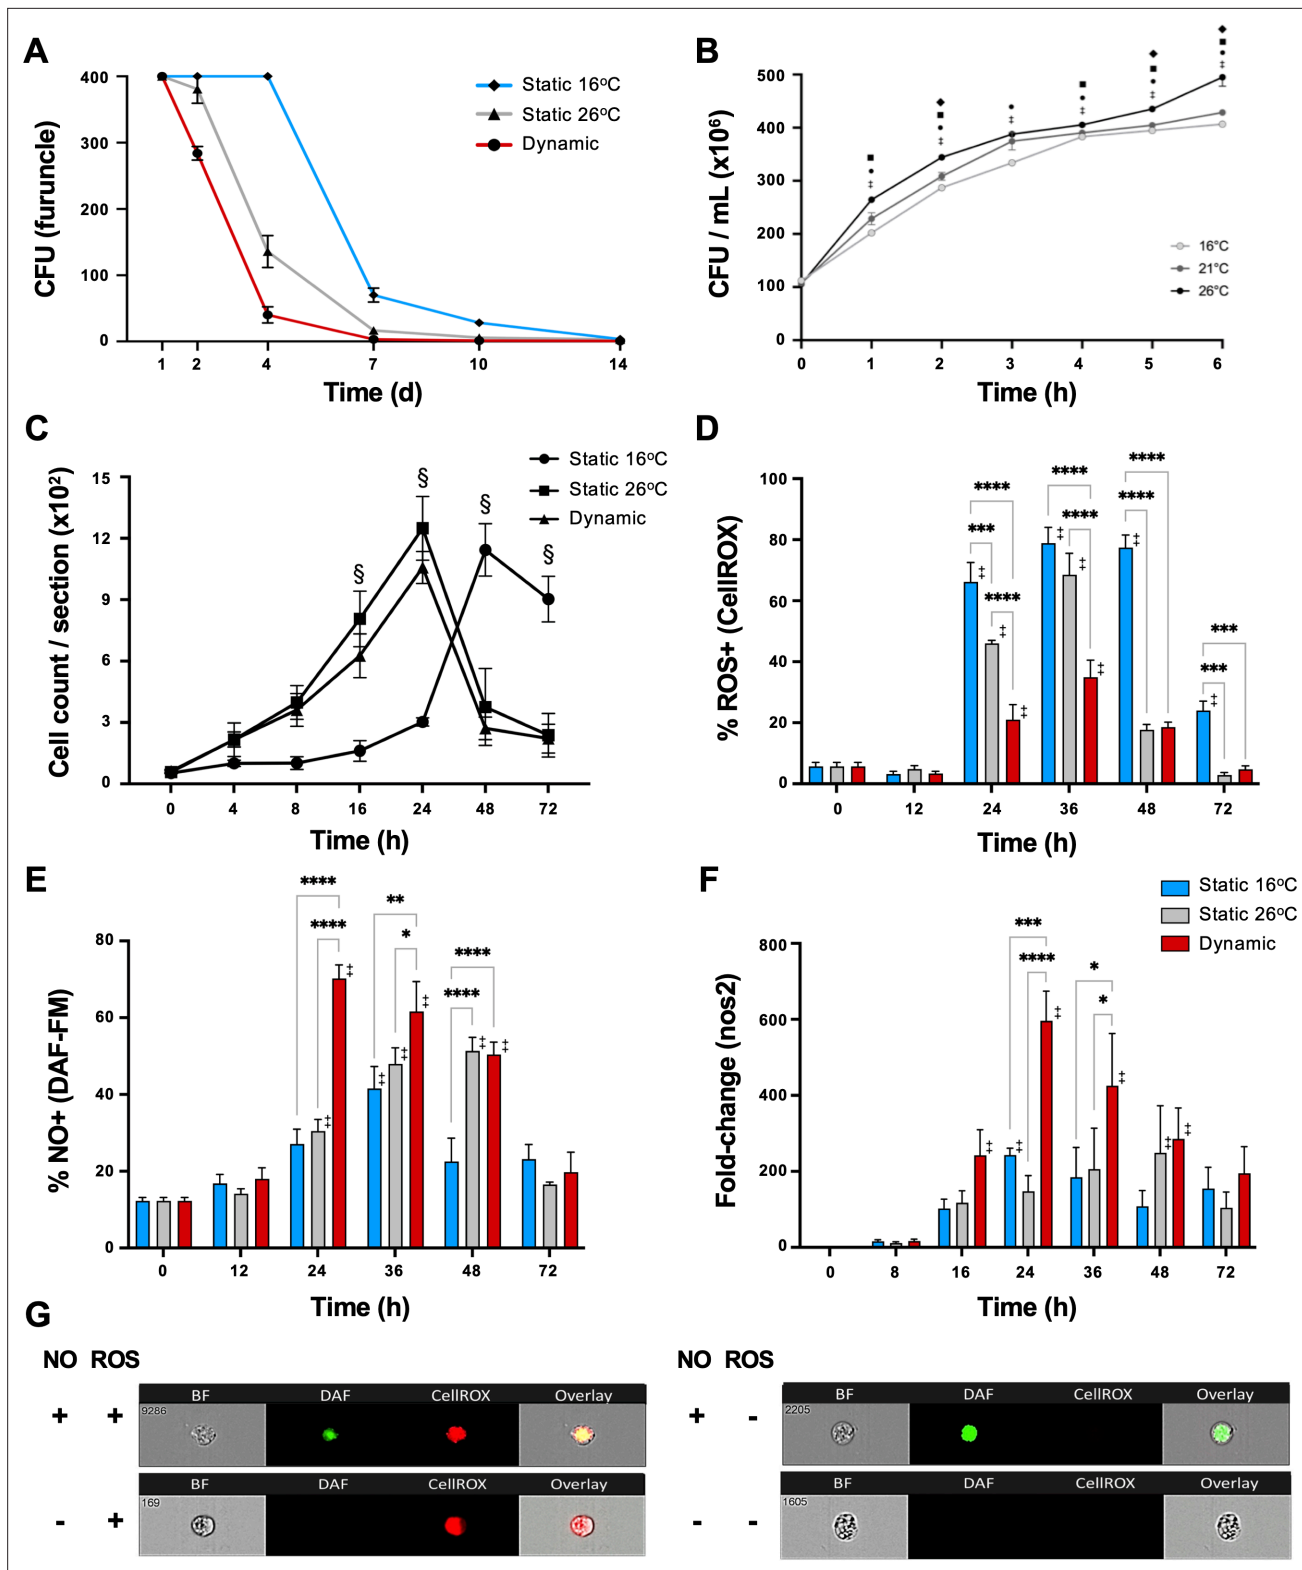 A
CFU (furuncle)
400
300
200
100
0
1 2 4 7 10 14
Time (d)
Static 16ºC
Static 26ºC
Dynamic
B
CFU / mL (x10⁶)
500
400
300
200
100
0
0 1 2 3 4 5 6
Time (h)
◆
■ ■ ■ ■ ■
● ● ● ● ● ●
‡ ‡ ‡ ‡ ‡ ‡
16°C
21°C
26°C
C
Cell count / section (x10²)
15
12
9
6
3
0
0 4 8 16 24 48 72
Time (h)
§ § § §
Static 16ºC
Static 26ºC
Dynamic
D
% ROS+ (CellROX)
100
80
60
40
20
0
0 12 24 36 48 72
Time (h)
**** *** ****
**** ****
**** ****
*** ***
‡ ‡ ‡ ‡ ‡ ‡ ‡ ‡
E
% NO+ (DAF-FM)
80
60
40
20
0
0 12 24 36 48 72
Time (h)
**** ****
** *
**** ****
‡ ‡ ‡ ‡ ‡ ‡ ‡
F
Fold-change (nos2)
800
600
400
200
0
0 8 16 24 36 48 72
Time (h)
*** ****
* *
‡ ‡ ‡ ‡ ‡ ‡
Static 16ºC
Static 26ºC
Dynamic
G
NO ROS
BF DAF CellROX Overlay
+ + 9286
BF DAF CellROX Overlay
- + 169
NO ROS
BF DAF CellROX Overlay
+ - 2205
BF DAF CellROX Overlay
- - 1605